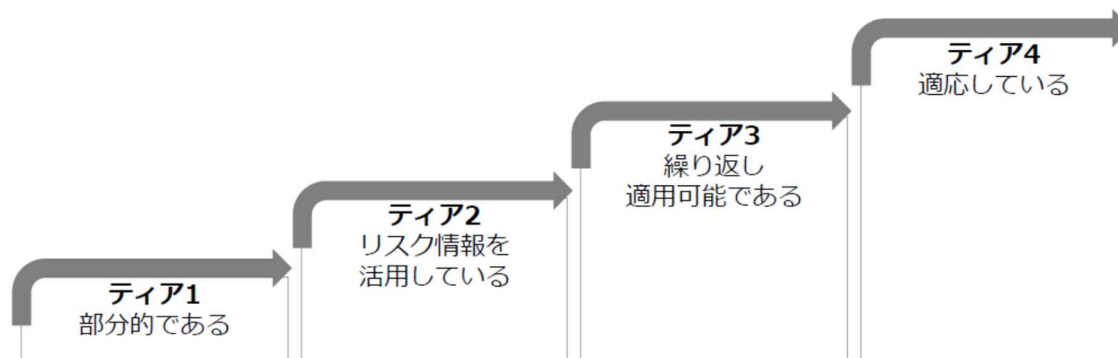 ティア1
部分的である
ティア2
リスク情報を
活用している
ティア3
繰り返し
適用可能である
ティア4
適応している